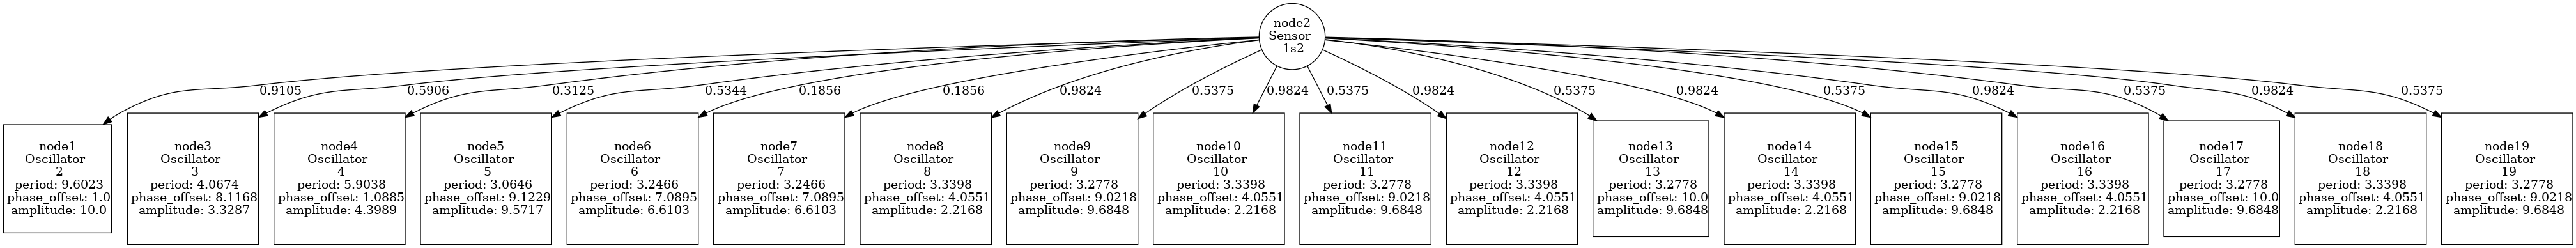 node2
Sensor
1s2
0.9105
0.5906
-0.3125
-0.5344
0.1856
0.1856
0.9824
-0.5375
0.9824
-0.5375
0.9824
-0.5375
0.9824
-0.5375
0.9824
-0.5375
0.9824
-0.5375
node1
Oscillator
2
period: 9.6023
phase_offset: 1.0
amplitude: 10.0
node3
Oscillator
3
period: 4.0674
phase_offset: 8.1168
amplitude: 3.3287
node4
Oscillator
4
period: 5.9038
phase_offset: 1.0885
amplitude: 4.3989
node5
Oscillator
5
period: 3.0646
phase_offset: 9.1229
amplitude: 9.5717
node6
Oscillator
6
period: 3.2466
phase_offset: 7.0895
amplitude: 6.6103
node7
Oscillator
7
period: 3.2466
phase_offset: 7.0895
amplitude: 6.6103
node8
Oscillator
8
period: 3.3398
phase_offset: 4.0551
amplitude: 2.2168
node9
Oscillator
9
period: 3.2778
phase_offset: 9.0218
amplitude: 9.6848
node10
Oscillator
10
period: 3.3398
phase_offset: 4.0551
amplitude: 2.2168
node11
Oscillator
11
period: 3.2778
phase_offset: 9.0218
amplitude: 9.6848
node12
Oscillator
12
period: 3.3398
phase_offset: 4.0551
amplitude: 2.2168
node13
Oscillator
13
period: 3.2778
phase_offset: 10.0
amplitude: 9.6848
node14
Oscillator
14
period: 3.3398
phase_offset: 4.0551
amplitude: 2.2168
node15
Oscillator
15
period: 3.2778
phase_offset: 9.0218
amplitude: 9.6848
node16
Oscillator
16
period: 3.3398
phase_offset: 4.0551
amplitude: 2.2168
node17
Oscillator
17
period: 3.2778
phase_offset: 10.0
amplitude: 9.6848
node18
Oscillator
18
period: 3.3398
phase_offset: 4.0551
amplitude: 2.2168
node19
Oscillator
19
period: 3.2778
phase_offset: 9.0218
amplitude: 9.6848